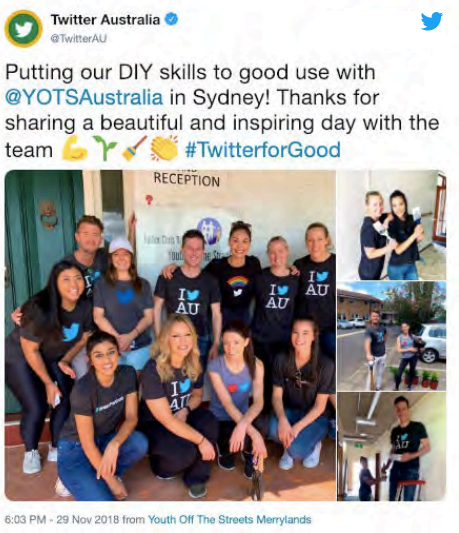 Twitter Australia
@TwitterAU
Putting our DIY skills to good use with
@YOTSAustralia in Sydney! Thanks for
sharing a beautiful and inspiring day with the
team 💪🌱🖌️👏 #TwitterforGood
RECEPTION
I
AU
I
AU
I
AU
I
AU
6:03 PM - 29 Nov 2018 from Youth Off The Streets Merrylands